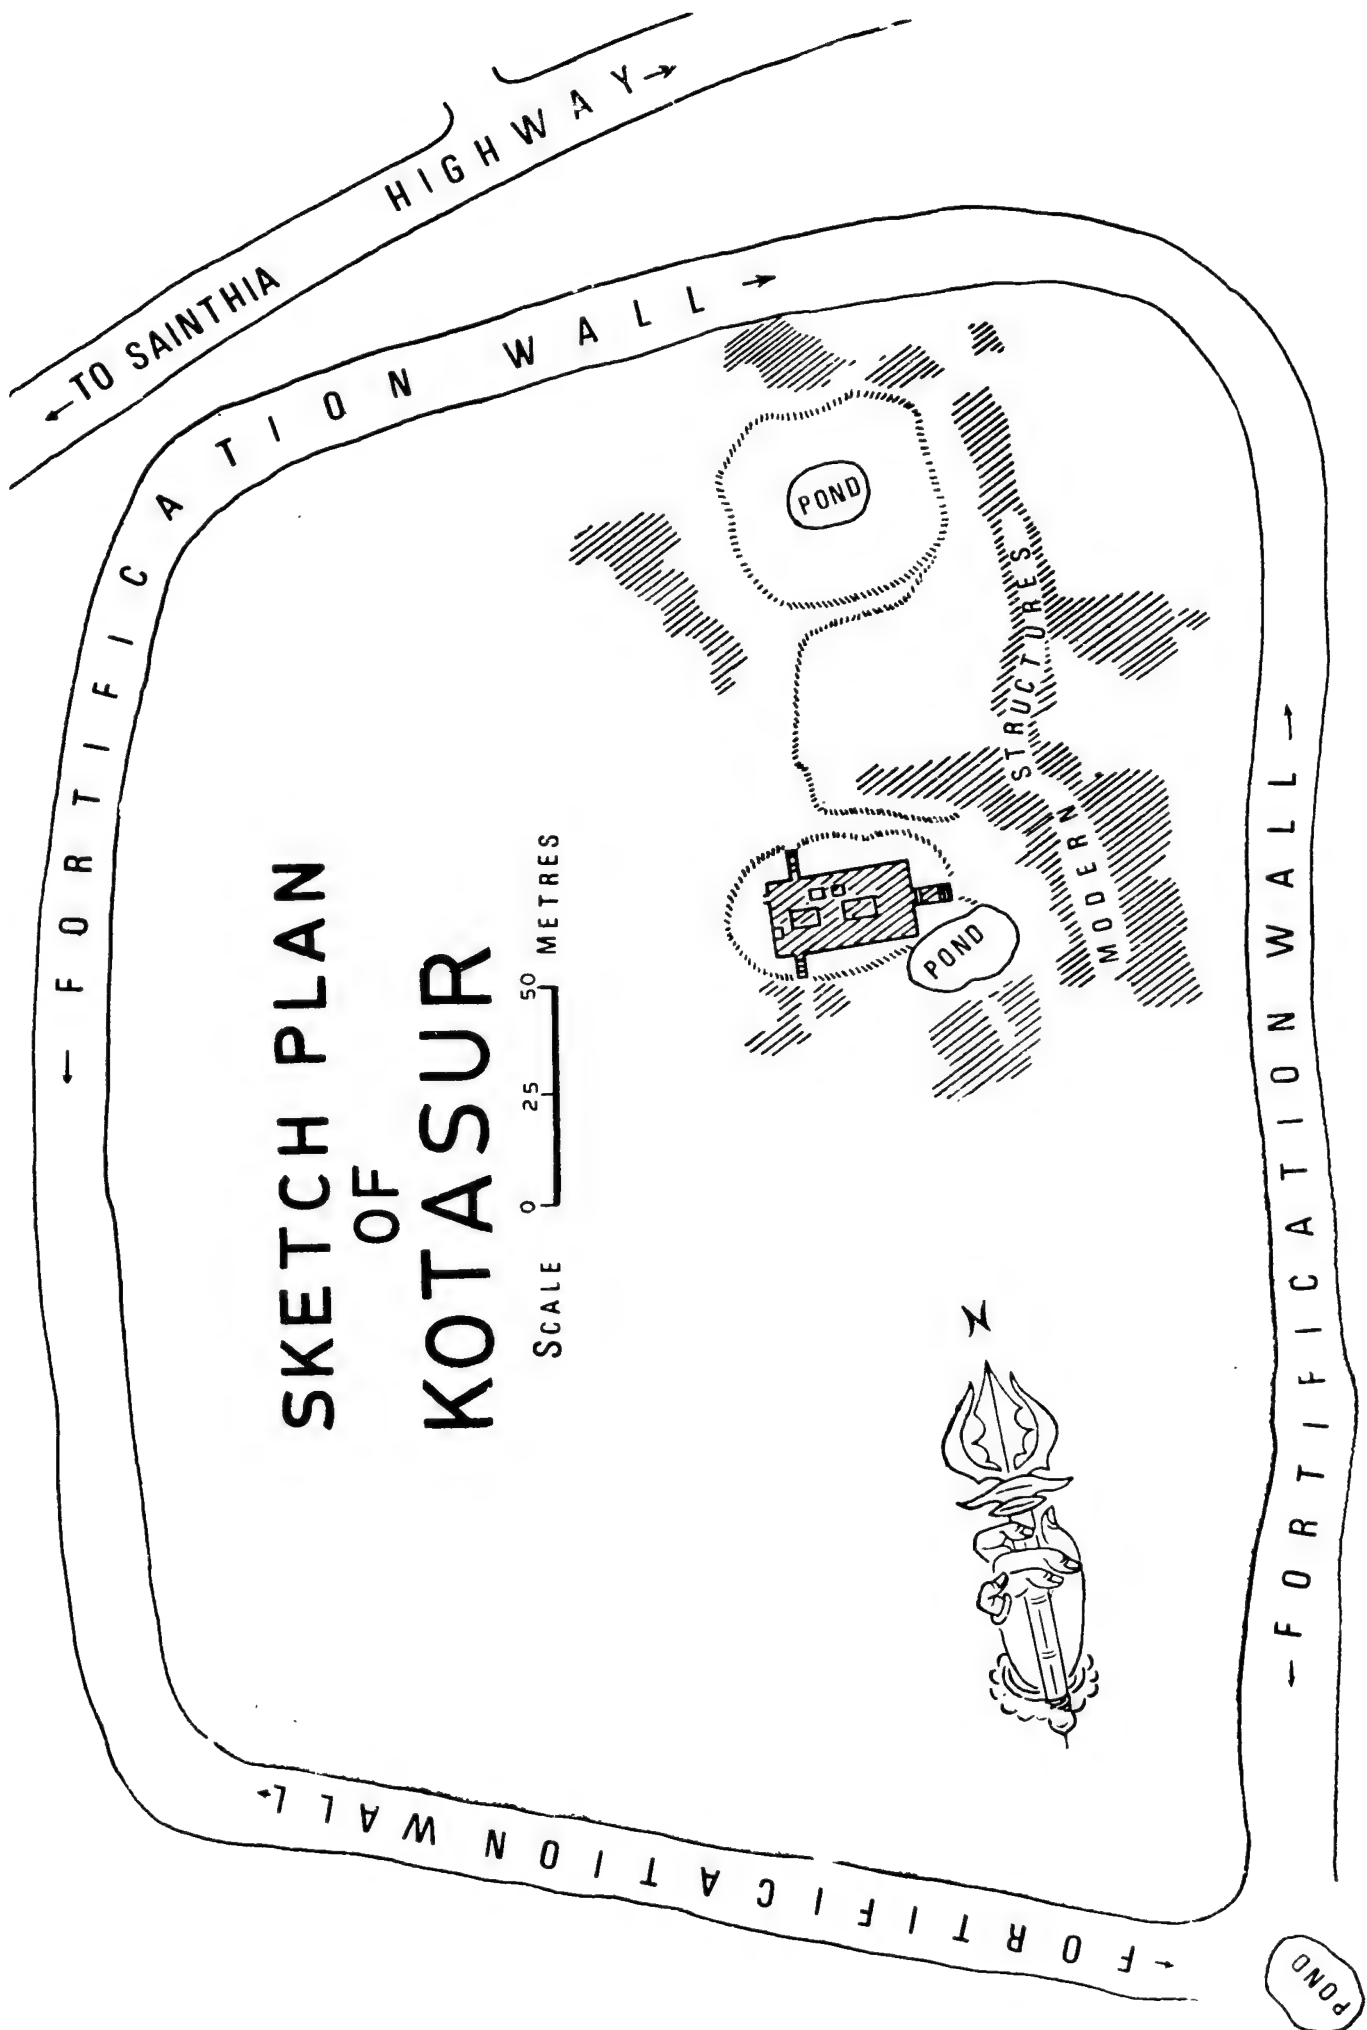 SKETCH PLAN
OF
KOTASUR
SCALE 0 25 50 METRES
←TO SAINTHIA HIGHWAY→
← FORTIFICATION WALL →
POND
MODERN STRUCTURES
POND
N
← FORTIFICATION WALL →
← FORTIFICATION WALL →
POND